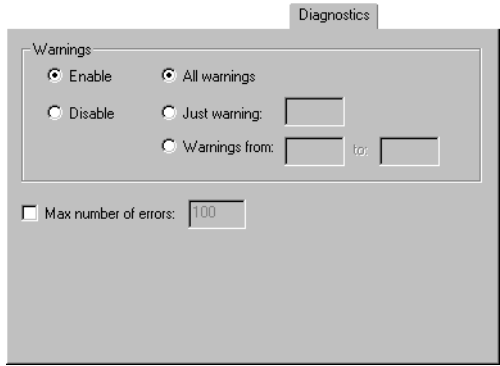 Diagnostics
Warnings
Enable All warnings
Disable Just warning:
Warnings from: to:
Max number of errors: 100